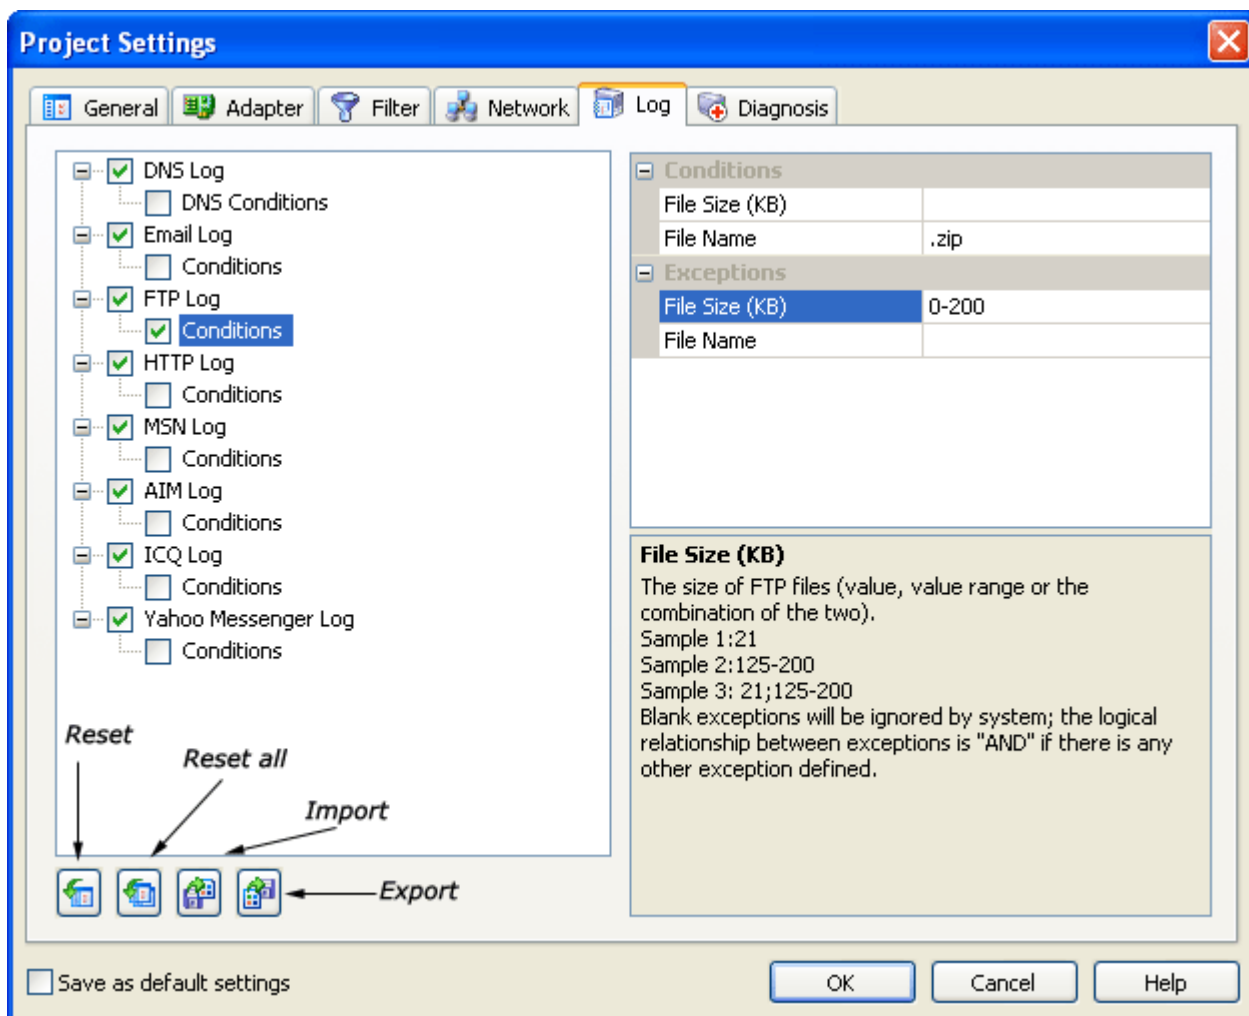 Project Settings
General Adapter Filter Network Log Diagnosis
DNS Log
DNS Conditions
Email Log
Conditions
FTP Log
Conditions
HTTP Log
Conditions
MSN Log
Conditions
AIM Log
Conditions
ICQ Log
Conditions
Yahoo Messenger Log
Conditions
Reset
Reset all
Import
Export
Conditions
File Size (KB)
File Name .zip
Exceptions
File Size (KB) 0-200
File Name
File Size (KB)
The size of FTP files (value, value range or the
combination of the two).
Sample 1:21
Sample 2:125-200
Sample 3: 21;125-200
Blank exceptions will be ignored by system; the logical
relationship between exceptions is "AND" if there is any
other exception defined.
Save as default settings
OK Cancel Help